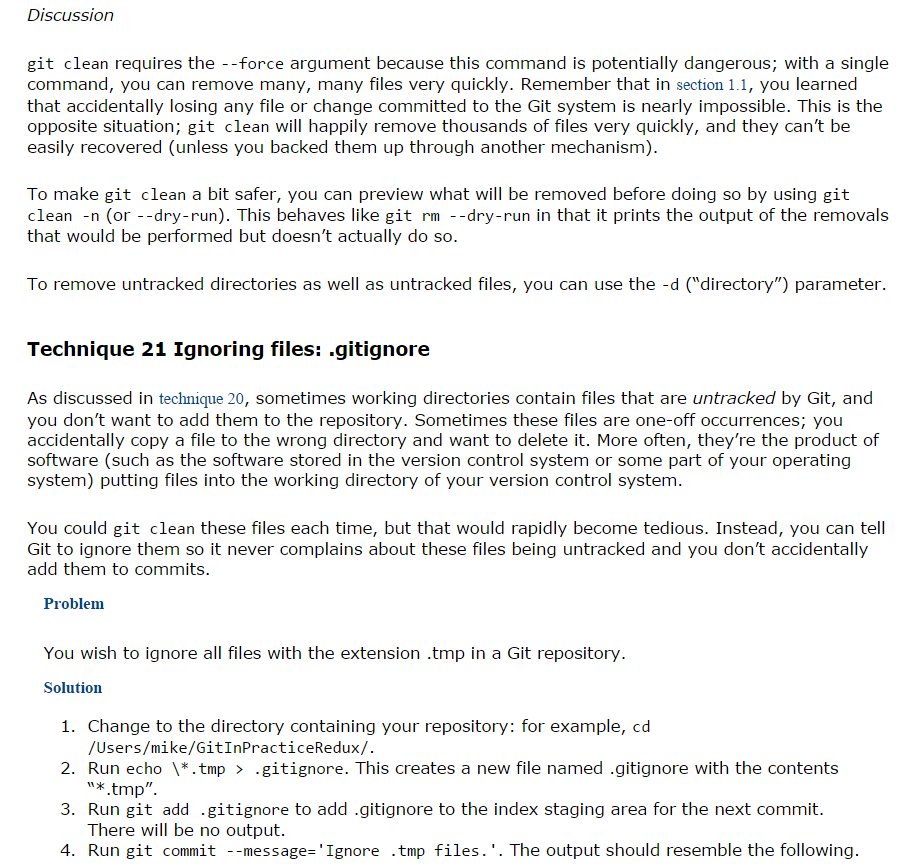 Discussion
git clean requires the --force argument because this command is potentially dangerous; with a single
command, you can remove many, many files very quickly. Remember that in section 1.1, you learned
that accidentally losing any file or change committed to the Git system is nearly impossible. This is the
opposite situation; git clean will happily remove thousands of files very quickly, and they can’t be
easily recovered (unless you backed them up through another mechanism).
To make git clean a bit safer, you can preview what will be removed before doing so by using git
clean -n (or --dry-run). This behaves like git rm --dry-run in that it prints the output of the removals
that would be performed but doesn’t actually do so.
To remove untracked directories as well as untracked files, you can use the -d (“directory”) parameter.
Technique 21 Ignoring files: .gitignore
As discussed in technique 20, sometimes working directories contain files that are untracked by Git, and
you don’t want to add them to the repository. Sometimes these files are one-off occurrences; you
accidentally copy a file to the wrong directory and want to delete it. More often, they’re the product of
software (such as the software stored in the version control system or some part of your operating
system) putting files into the working directory of your version control system.
You could git clean these files each time, but that would rapidly become tedious. Instead, you can tell
Git to ignore them so it never complains about these files being untracked and you don’t accidentally
add them to commits.
Problem
You wish to ignore all files with the extension .tmp in a Git repository.
Solution
1. Change to the directory containing your repository: for example, cd
/Users/mike/GitInPracticeRedux/.
2. Run echo \*.tmp > .gitignore. This creates a new file named .gitignore with the contents
“*.tmp”.
3. Run git add .gitignore to add .gitignore to the index staging area for the next commit.
There will be no output.
4. Run git commit --message='Ignore .tmp files.'. The output should resemble the following.